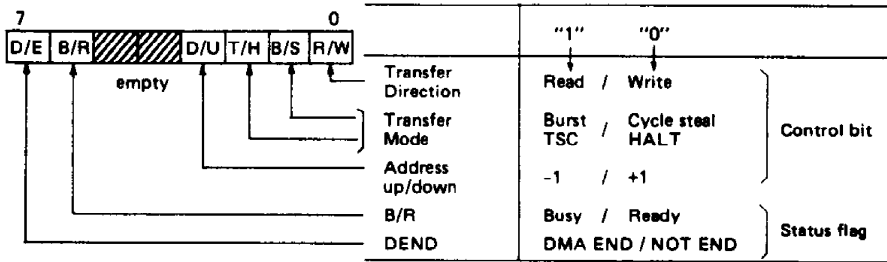 7 0
D/E B/R D/U T/H B/S R/W
empty
"1" "0"
Transfer Direction Read / Write
Transfer Mode Burst / Cycle steal
TSC HALT
Control bit
Address up/down -1 / +1
B/R Busy / Ready
DEND DMA END / NOT END
Status flag